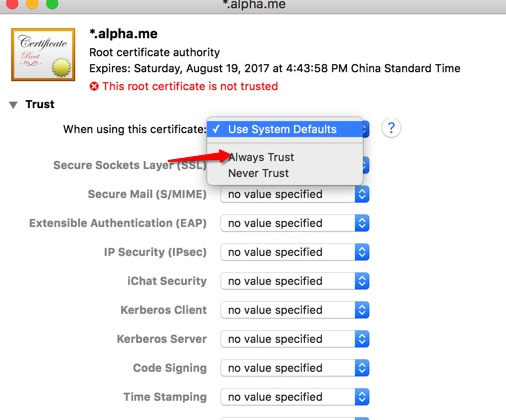 *.alpha.me
Certificate
Root
*.alpha.me
Root certificate authority
Expires: Saturday, August 19, 2017 at 4:43:58 PM China Standard Time
This root certificate is not trusted
Trust
When using this certificate: ✓ Use System Defaults ?
Always Trust
Never Trust
Secure Sockets Layer (SSL)
Secure Mail (S/MIME) no value specified
Extensible Authentication (EAP) no value specified
IP Security (IPsec) no value specified
iChat Security no value specified
Kerberos Client no value specified
Kerberos Server no value specified
Code Signing no value specified
Time Stamping no value specified